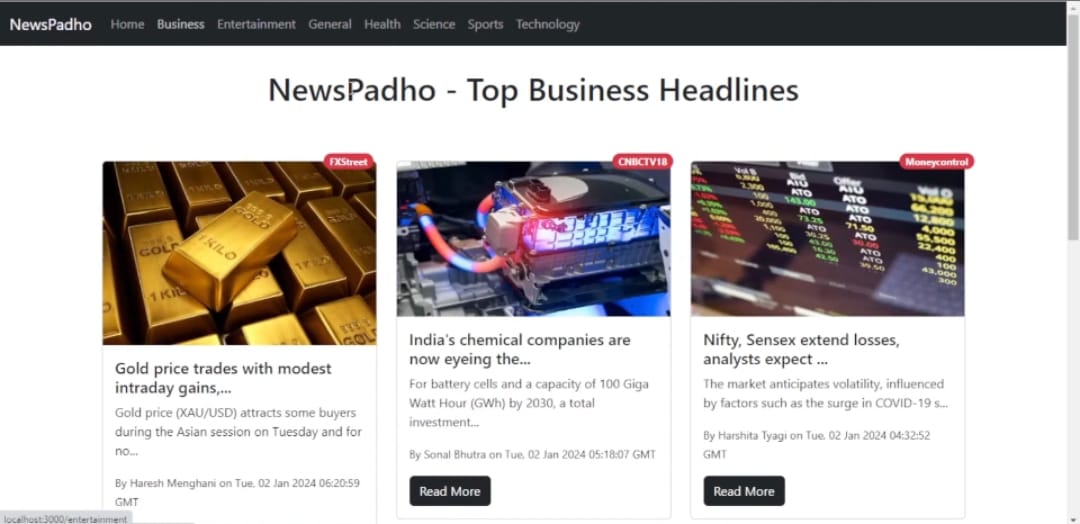 NewsPadho Home Business Entertainment General Health Science Sports Technology
NewsPadho - Top Business Headlines
FXStreet
Gold price trades with modest
intraday gains,...
Gold price (XAU/USD) attracts some buyers
during the Asian session on Tuesday and for
no...
By Haresh Menghani on Tue, 02 Jan 2024 06:20:59
GMT
CNBCTV18
India's chemical companies are
now eyeing the...
For battery cells and a capacity of 100 Giga
Watt Hour (GWh) by 2030, a total
investment...
By Sonal Bhutra on Tue, 02 Jan 2024 05:18:07 GMT
Read More
Moneycontrol
Nifty, Sensex extend losses,
analysts expect ...
The market anticipates volatility, influenced
by factors such as the surge in COVID-19 s...
By Harshita Tyagi on Tue, 02 Jan 2024 04:32:52
GMT
Read More
localhost:3000/entertainment